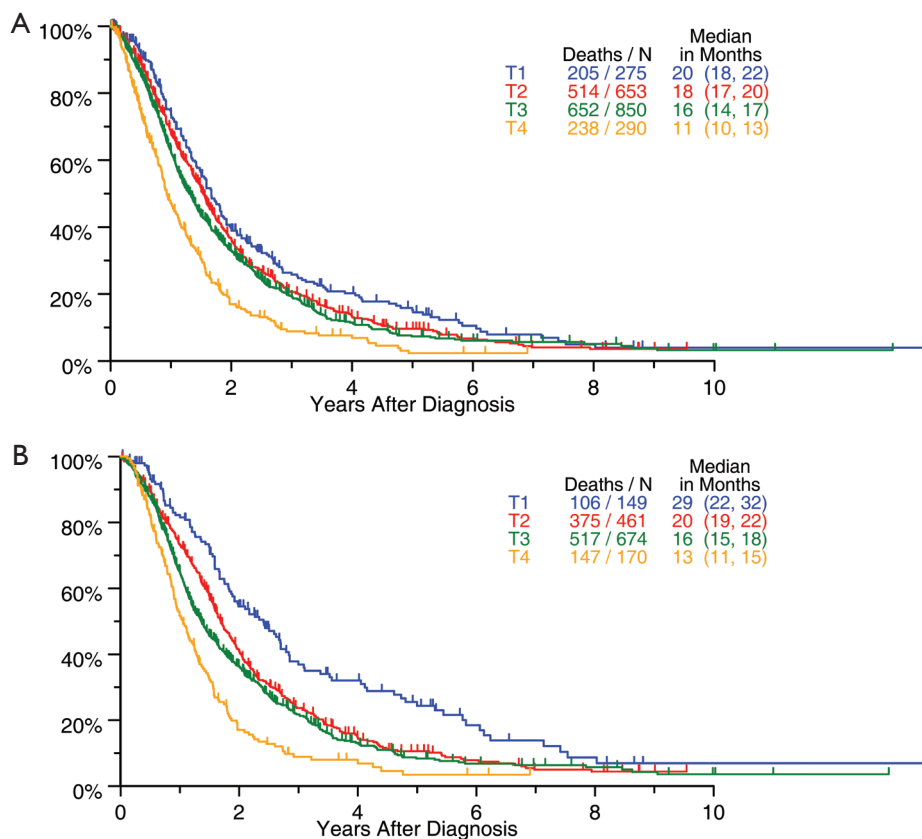 A
100%
80%
60%
40%
20%
0%
Median
Deaths / N in Months
T1 205 / 275 20 (18, 22)
T2 514 / 653 18 (17, 20)
T3 652 / 850 16 (14, 17)
T4 238 / 290 11 (10, 13)
0 2 4 6 8 10
Years After Diagnosis
B
100%
80%
60%
40%
20%
0%
Median
Deaths / N in Months
T1 106 / 149 29 (22, 32)
T2 375 / 461 20 (19, 22)
T3 517 / 674 16 (15, 18)
T4 147 / 170 13 (11, 15)
0 2 4 6 8 10
Years After Diagnosis